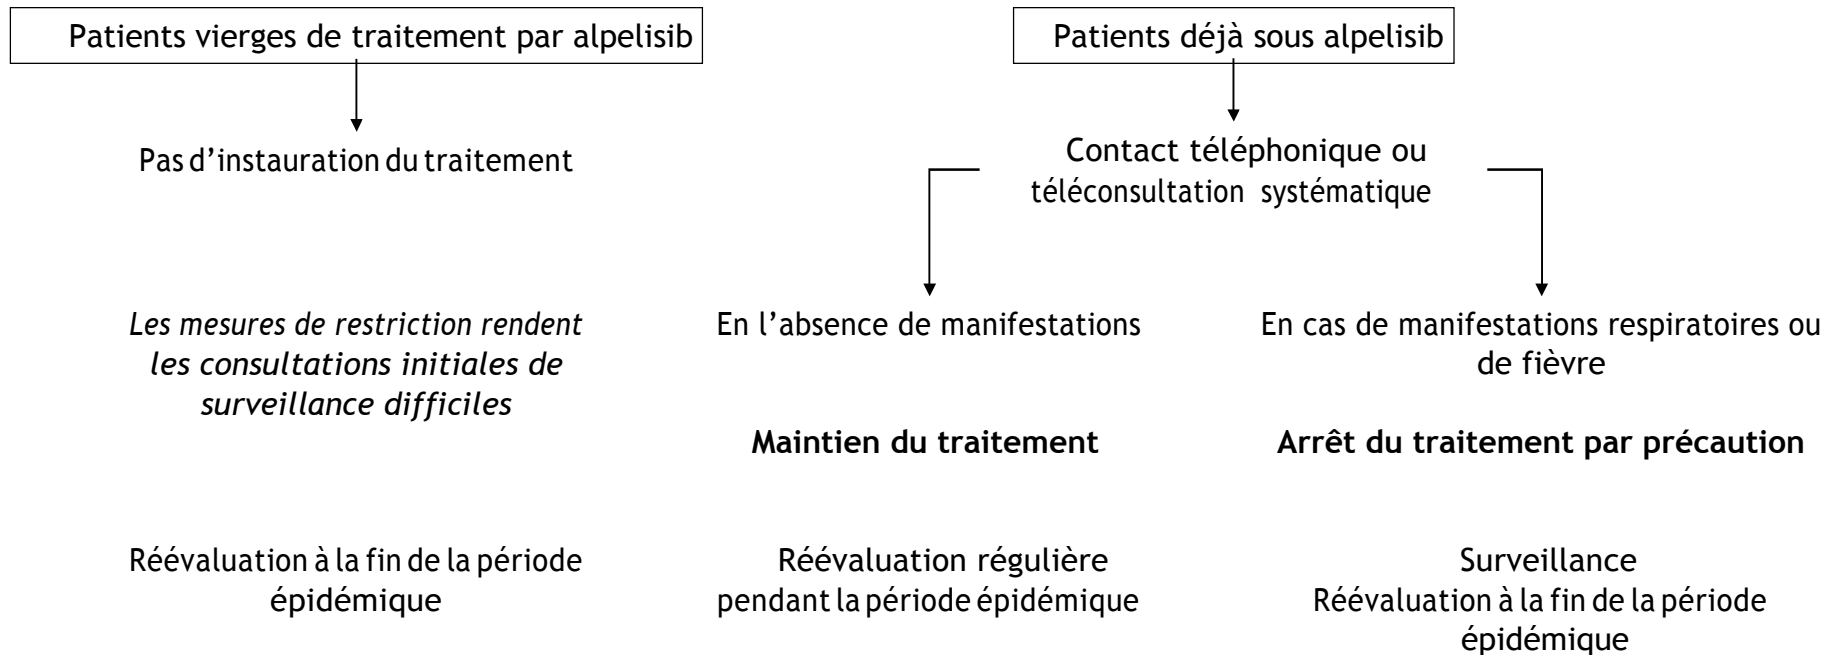 Patients vierges de traitement par alpelisib
Pas d’instauration du traitement
Les mesures de restriction rendent
les consultations initiales de
surveillance difficiles
Réévaluation à la fin de la période
épidémique
Patients déjà sous alpelisib
Contact téléphonique ou
téléconsultation systématique
En l’absence de manifestations
Maintien du traitement
Réévaluation régulière
pendant la période épidémique
En cas de manifestations respiratoires ou
de fièvre
Arrêt du traitement par précaution
Surveillance
Réévaluation à la fin de la période
épidémique